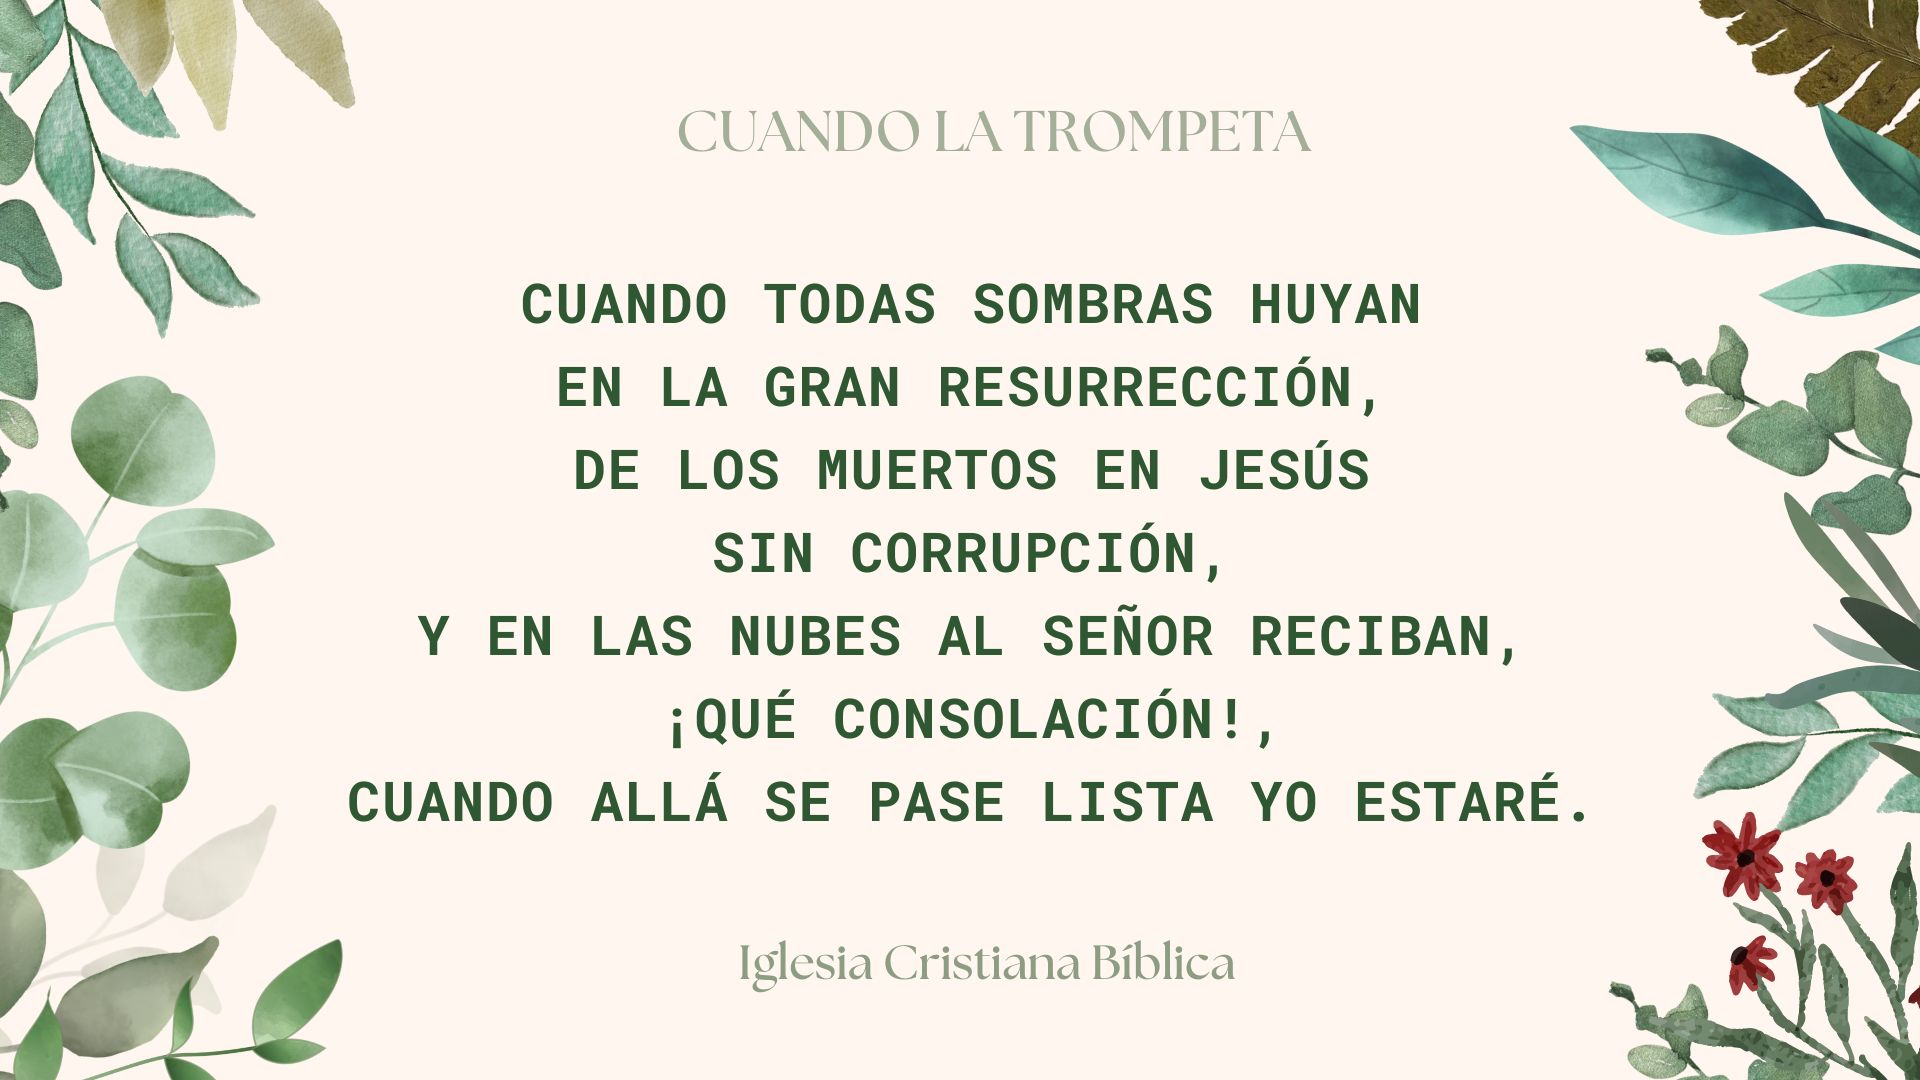 CUANDO LA TROMPETA
CUANDO TODAS SOMBRAS HUYAN
EN LA GRAN RESURRECCIÓN,
DE LOS MUERTOS EN JESÚS
SIN CORRUPCIÓN,
Y EN LAS NUBES AL SEÑOR RECIBAN,
¡QUÉ CONSOLACIÓN!,
CUANDO ALLÁ SE PASE LISTA YO ESTARÉ.
Iglesia Cristiana Bíblica